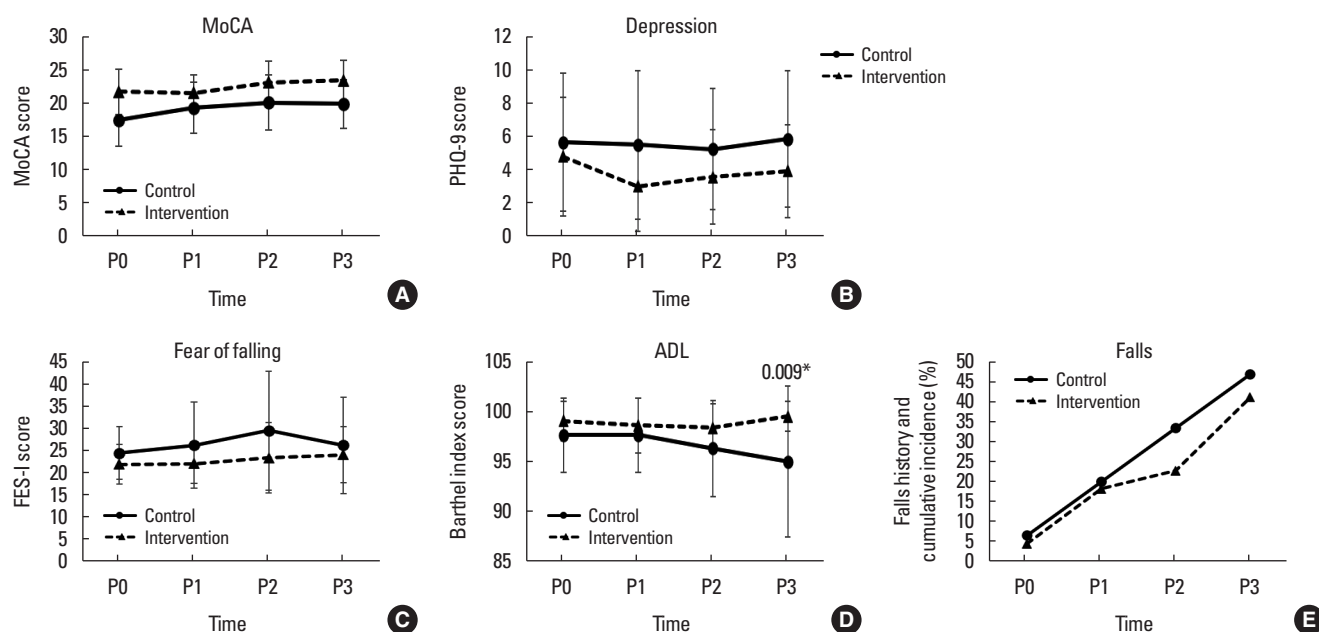 MoCA
30
25
20
15
10
5
0
MoCA score
Control
Intervention
P0 P1 P2 P3
Time
A
Depression
12
10
8
6
4
2
0
PHQ-9 score
Control
Intervention
P0 P1 P2 P3
Time
B
Fear of falling
45
40
35
30
25
20
15
10
5
0
FES-I score
Control
Intervention
P0 P1 P2 P3
Time
C
ADL
0.009*
105
100
95
90
85
Barthel index score
Control
Intervention
P0 P1 P2 P3
Time
D
Falls
50
45
40
35
30
25
20
15
10
5
0
Falls history and
cumulative incidence (%)
Control
Intervention
P0 P1 P2 P3
Time
E